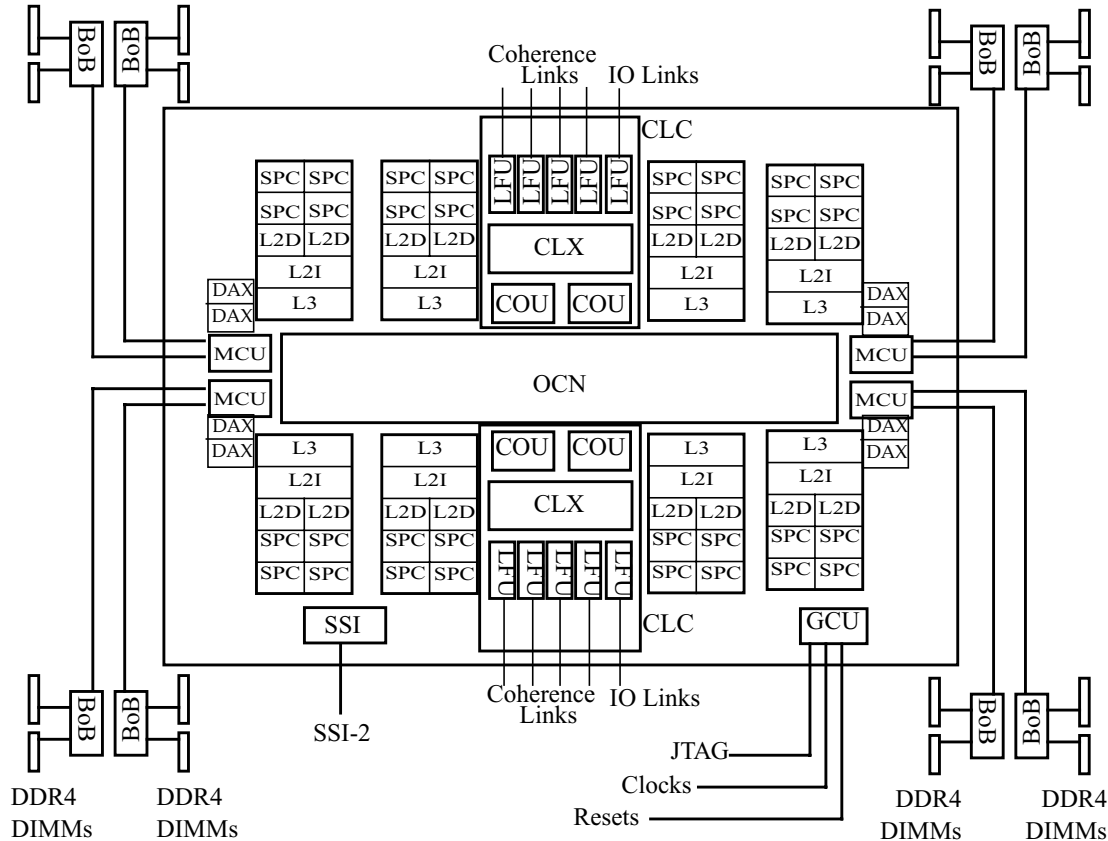 BoB BoB BoB BoB
Coherence
Links IO Links
CLC
LFU LFU LFU LFU LFU
SPC SPC SPC SPC SPC SPC SPC SPC
SPC SPC SPC SPC SPC SPC SPC SPC
L2D L2D L2D L2D CLX L2D L2D L2D L2D
L2I L2I L2I L2I
DAX L3 L3 COU COU L3 L3 DAX
DAX DAX
MCU MCU
OCN
MCU MCU
DAX DAX
DAX L3 L3 COU COU L3 L3 DAX
L2I L2I L2I L2I
L2D L2D L2D L2D CLX L2D L2D L2D L2D
SPC SPC SPC SPC SPC SPC SPC SPC
SPC SPC SPC SPC SPC SPC SPC SPC
LFU LFU LFU LFU LFU
SSI CLC GCU
Coherence
Links IO Links
BoB BoB BoB BoB
SSI-2
JTAG
Clocks
Resets
DDR4
DIMMs
DDR4
DIMMs
DDR4
DIMMs
DDR4
DIMMs